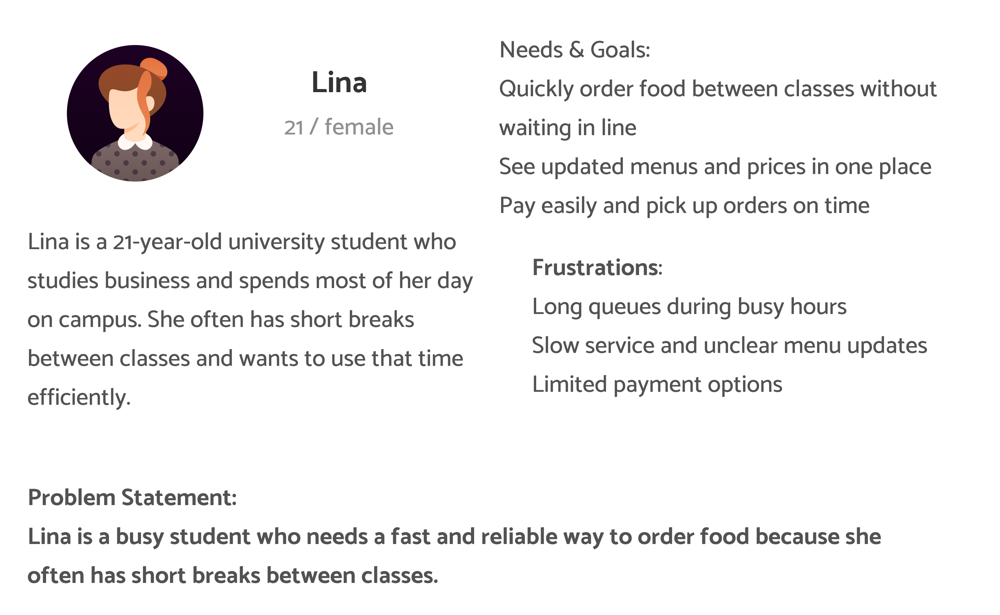 Lina
21 / female
Lina is a 21-year-old university student who
studies business and spends most of her day
on campus. She often has short breaks
between classes and wants to use that time
efficiently.
Needs & Goals:
Quickly order food between classes without
waiting in line
See updated menus and prices in one place
Pay easily and pick up orders on time
Frustrations:
Long queues during busy hours
Slow service and unclear menu updates
Limited payment options
Problem Statement:
Lina is a busy student who needs a fast and reliable way to order food because she
often has short breaks between classes.